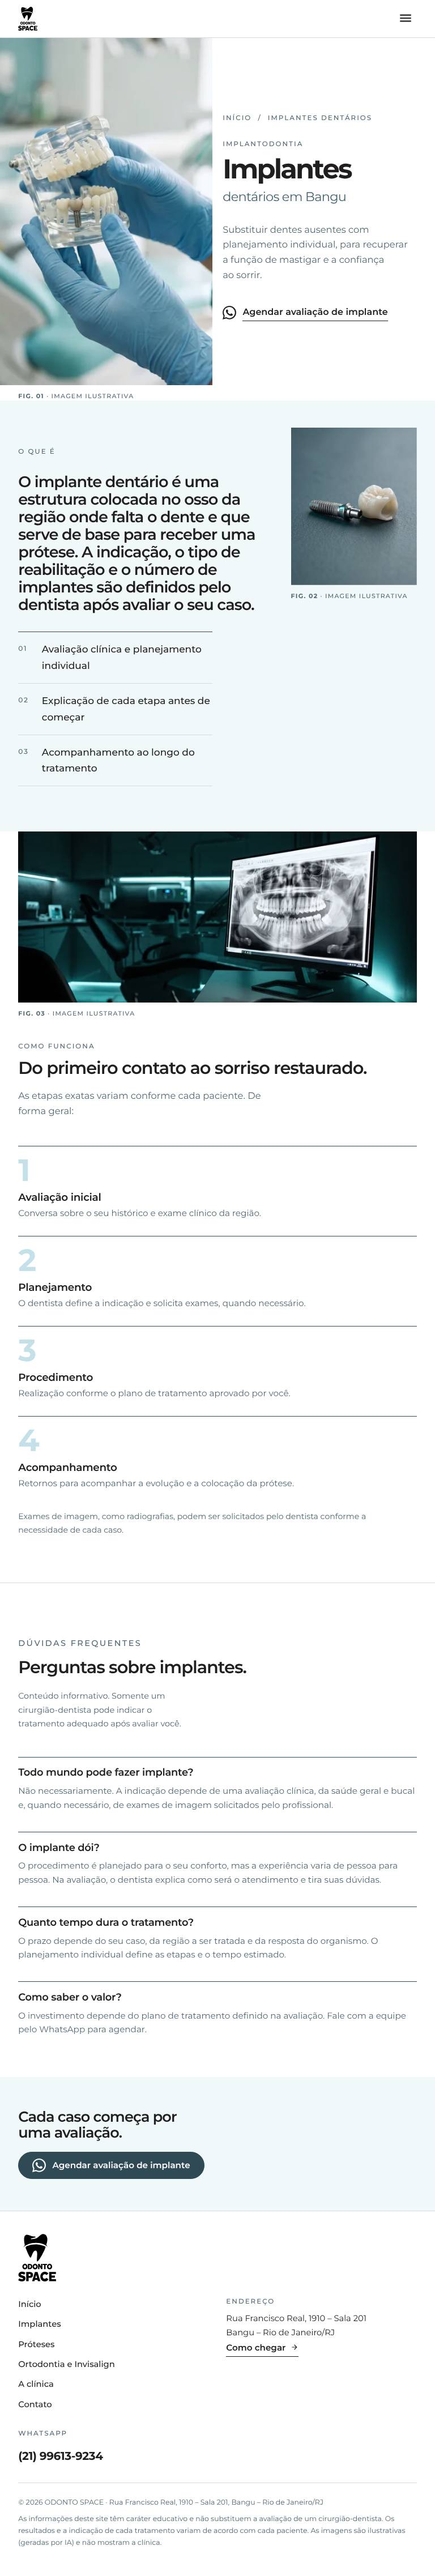 ODONTO
SPACE
INÍCIO / IMPLANTES DENTÁRIOS
IMPLANTODONTIA
Implantes
dentários em Bangu
Substituir dentes ausentes com
planejamento individual, para recuperar
a função de mastigar e a confiança
ao sorrir.
Agendar avaliação de implante
FIG. 01 · IMAGEM ILUSTRATIVA
O QUE É
O implante dentário é uma
estrutura colocada no osso da
região onde falta o dente e que
serve de base para receber uma
prótese. A indicação, o tipo de
reabilitação e o número de
implantes são definidos pelo
dentista após avaliar o seu caso.
FIG. 02 · IMAGEM ILUSTRATIVA
01 Avaliação clínica e planejamento
individual
02 Explicação de cada etapa antes de
começar
03 Acompanhamento ao longo do
tratamento
FIG. 03 · IMAGEM ILUSTRATIVA
COMO FUNCIONA
Do primeiro contato ao sorriso restaurado.
As etapas exatas variam conforme cada paciente. De
forma geral:
1
Avaliação inicial
Conversa sobre o seu histórico e exame clínico da região.
2
Planejamento
O dentista define a indicação e solicita exames, quando necessário.
3
Procedimento
Realização conforme o plano de tratamento aprovado por você.
4
Acompanhamento
Retornos para acompanhar a evolução e a colocação da prótese.
Exames de imagem, como radiografias, podem ser solicitados pelo dentista conforme a
necessidade de cada caso.
DÚVIDAS FREQUENTES
Perguntas sobre implantes.
Conteúdo informativo. Somente um
cirurgião-dentista pode indicar o
tratamento adequado após avaliar você.
Todo mundo pode fazer implante?
Não necessariamente. A indicação depende de uma avaliação clínica, da saúde geral e bucal
e, quando necessário, de exames de imagem solicitados pelo profissional.
O implante dói?
O procedimento é planejado para o seu conforto, mas a experiência varia de pessoa para
pessoa. Na avaliação, o dentista explica como será o atendimento e tira suas dúvidas.
Quanto tempo dura o tratamento?
O prazo depende do seu caso, da região a ser tratada e da resposta do organismo. O
planejamento individual define as etapas e o tempo estimado.
Como saber o valor?
O investimento depende do plano de tratamento definido na avaliação. Fale com a equipe
pelo WhatsApp para agendar.
Cada caso começa por
uma avaliação.
Agendar avaliação de implante
ODONTO
SPACE
Início
Implantes
Próteses
Ortodontia e Invisalign
A clínica
Contato
ENDEREÇO
Rua Francisco Real, 1910 – Sala 201
Bangu – Rio de Janeiro/RJ
Como chegar →
WHATSAPP
(21) 99613-9234
© 2026 ODONTO SPACE · Rua Francisco Real, 1910 – Sala 201, Bangu – Rio de Janeiro/RJ
As informações deste site têm caráter educativo e não substituem a avaliação de um cirurgião-dentista. Os
resultados e a indicação de cada tratamento variam de acordo com cada paciente. As imagens são ilustrativas
(geradas por IA) e não mostram a clínica.